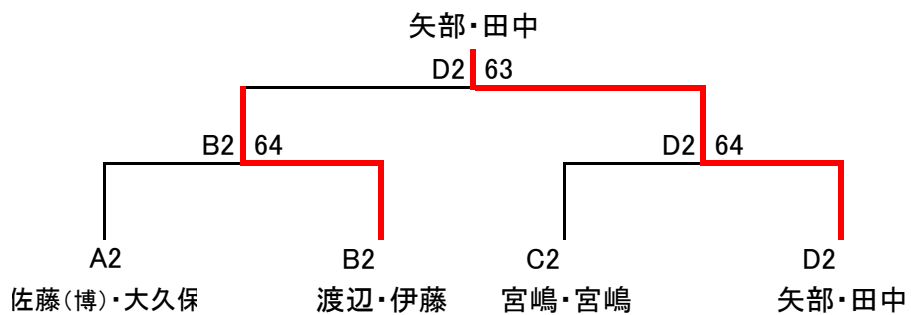 矢部・田中
D2 63
B2 64 D2 64
A2 B2 C2 D2
佐藤（博）・大久保 渡辺・伊藤 宮嶋・宮嶋 矢部・田中